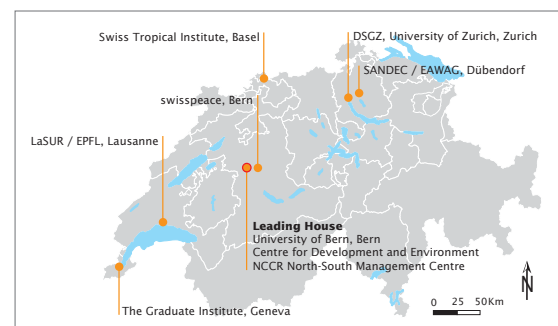 Swiss Tropical Institute, Basel
DSGZ, University of Zurich, Zurich
SANDEC / EAWAG, Dübendorf
swisspeace, Bern
LaSUR / EPFL, Lausanne
Leading House
University of Bern, Bern
Centre for Development and Environment
NCCR North-South Management Centre
The Graduate Institute, Geneva
N
0 25 50Km